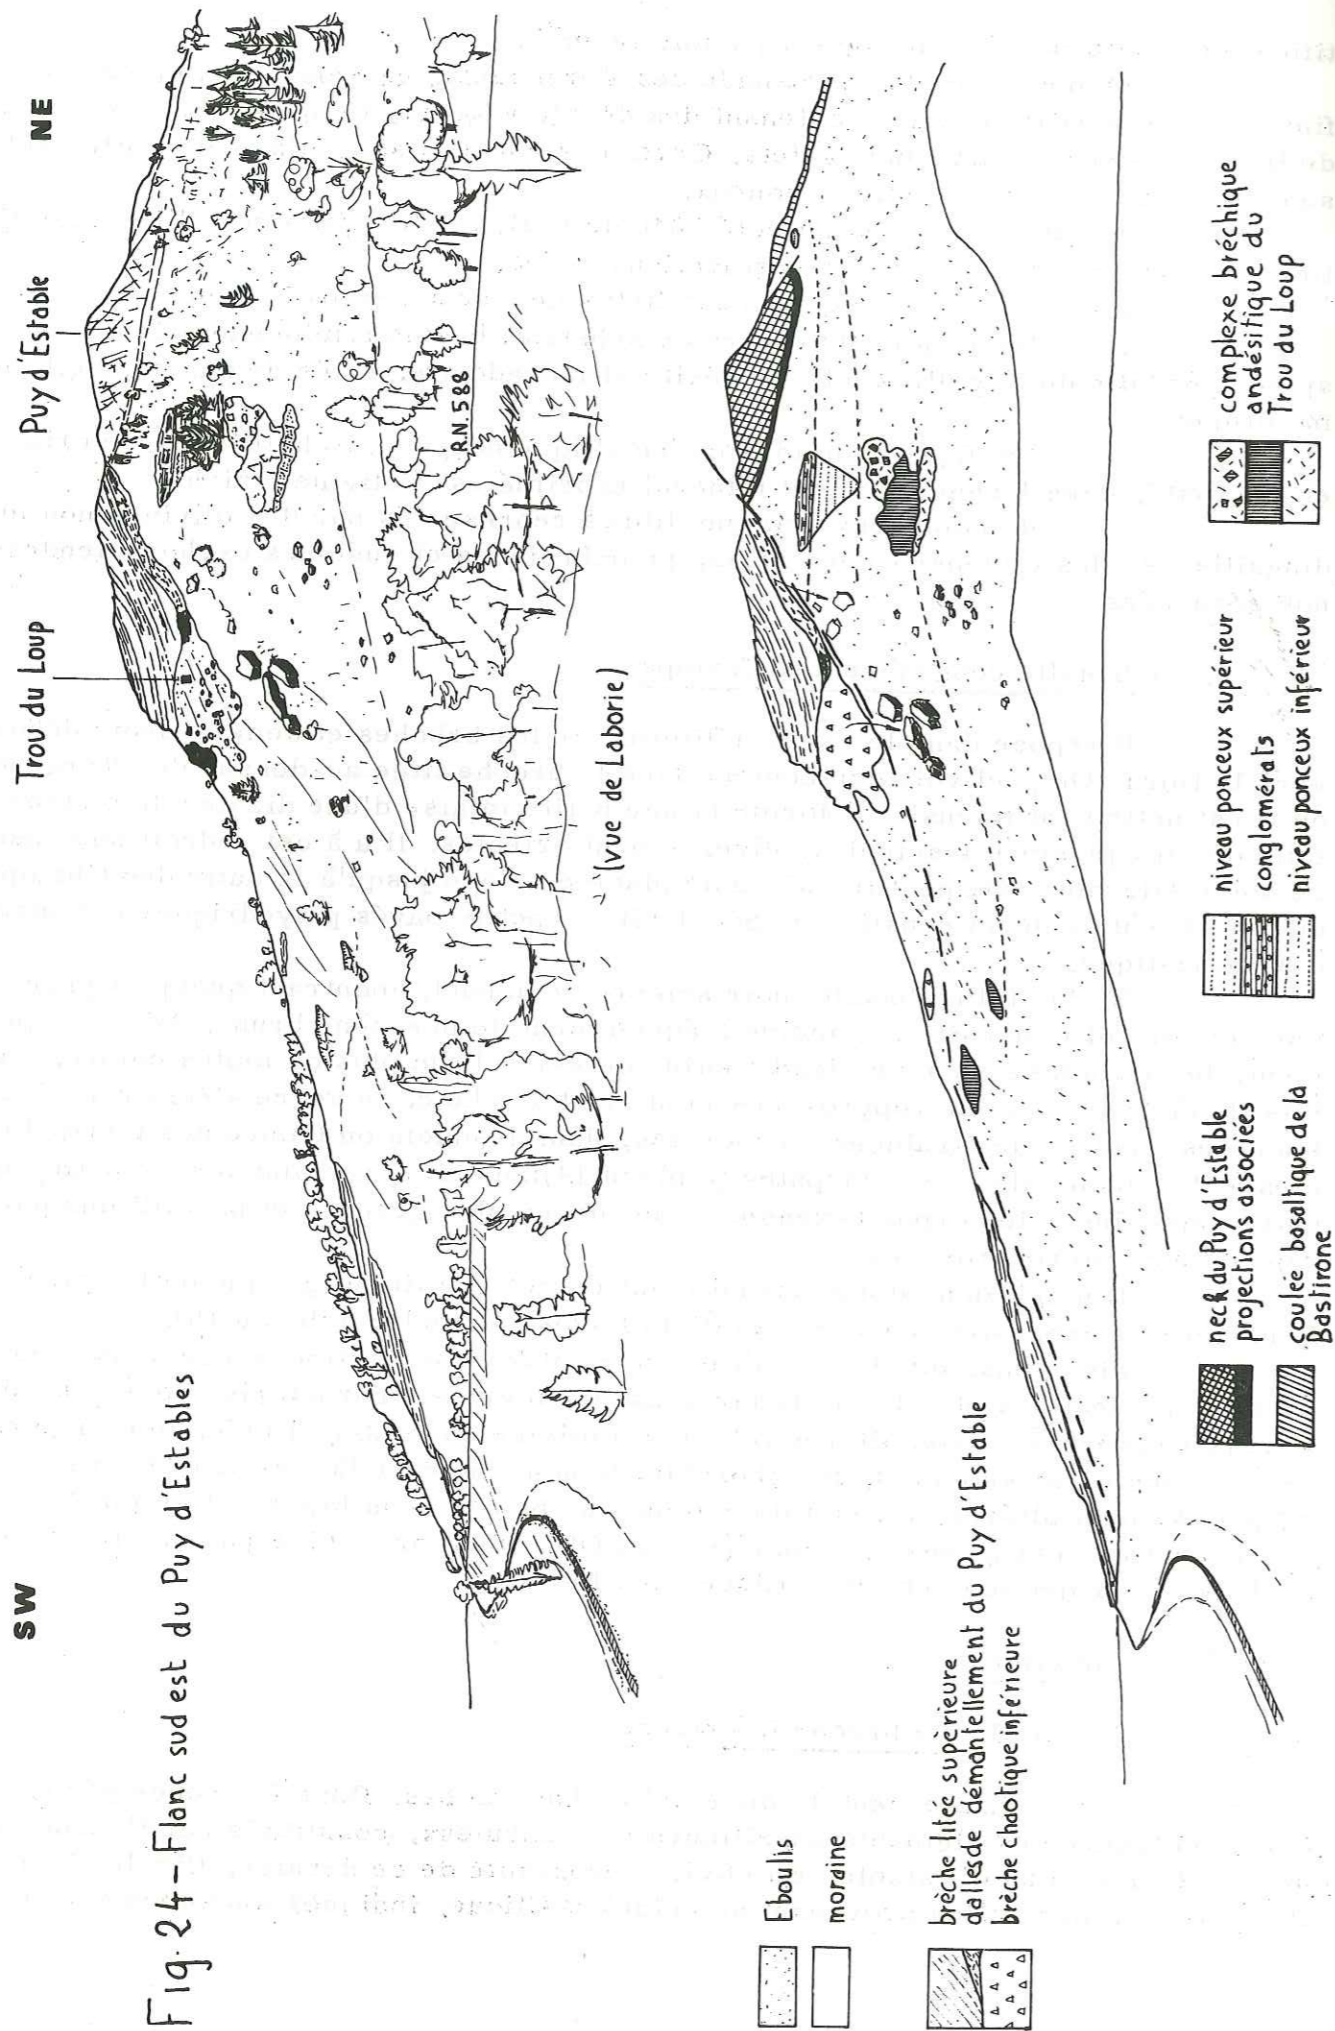 SW
NE
Fig. 24 – Flanc sud est du Puy d'Estables
Trou du Loup
Puy d'Estable
R.N. 588
(vue de Laborie)
Eboulis
moraine
brèche litée supérieure
dalles de démantellement du Puy d'Estable
brèche chaotique inférieure
neck du Puy d'Estable
projections associées
coulée basaltique de la
Bastirone
niveau ponceux supérieur
conglomérats
niveau ponceux inférieur
complexe bréchique
andésitique du
Trou du Loup